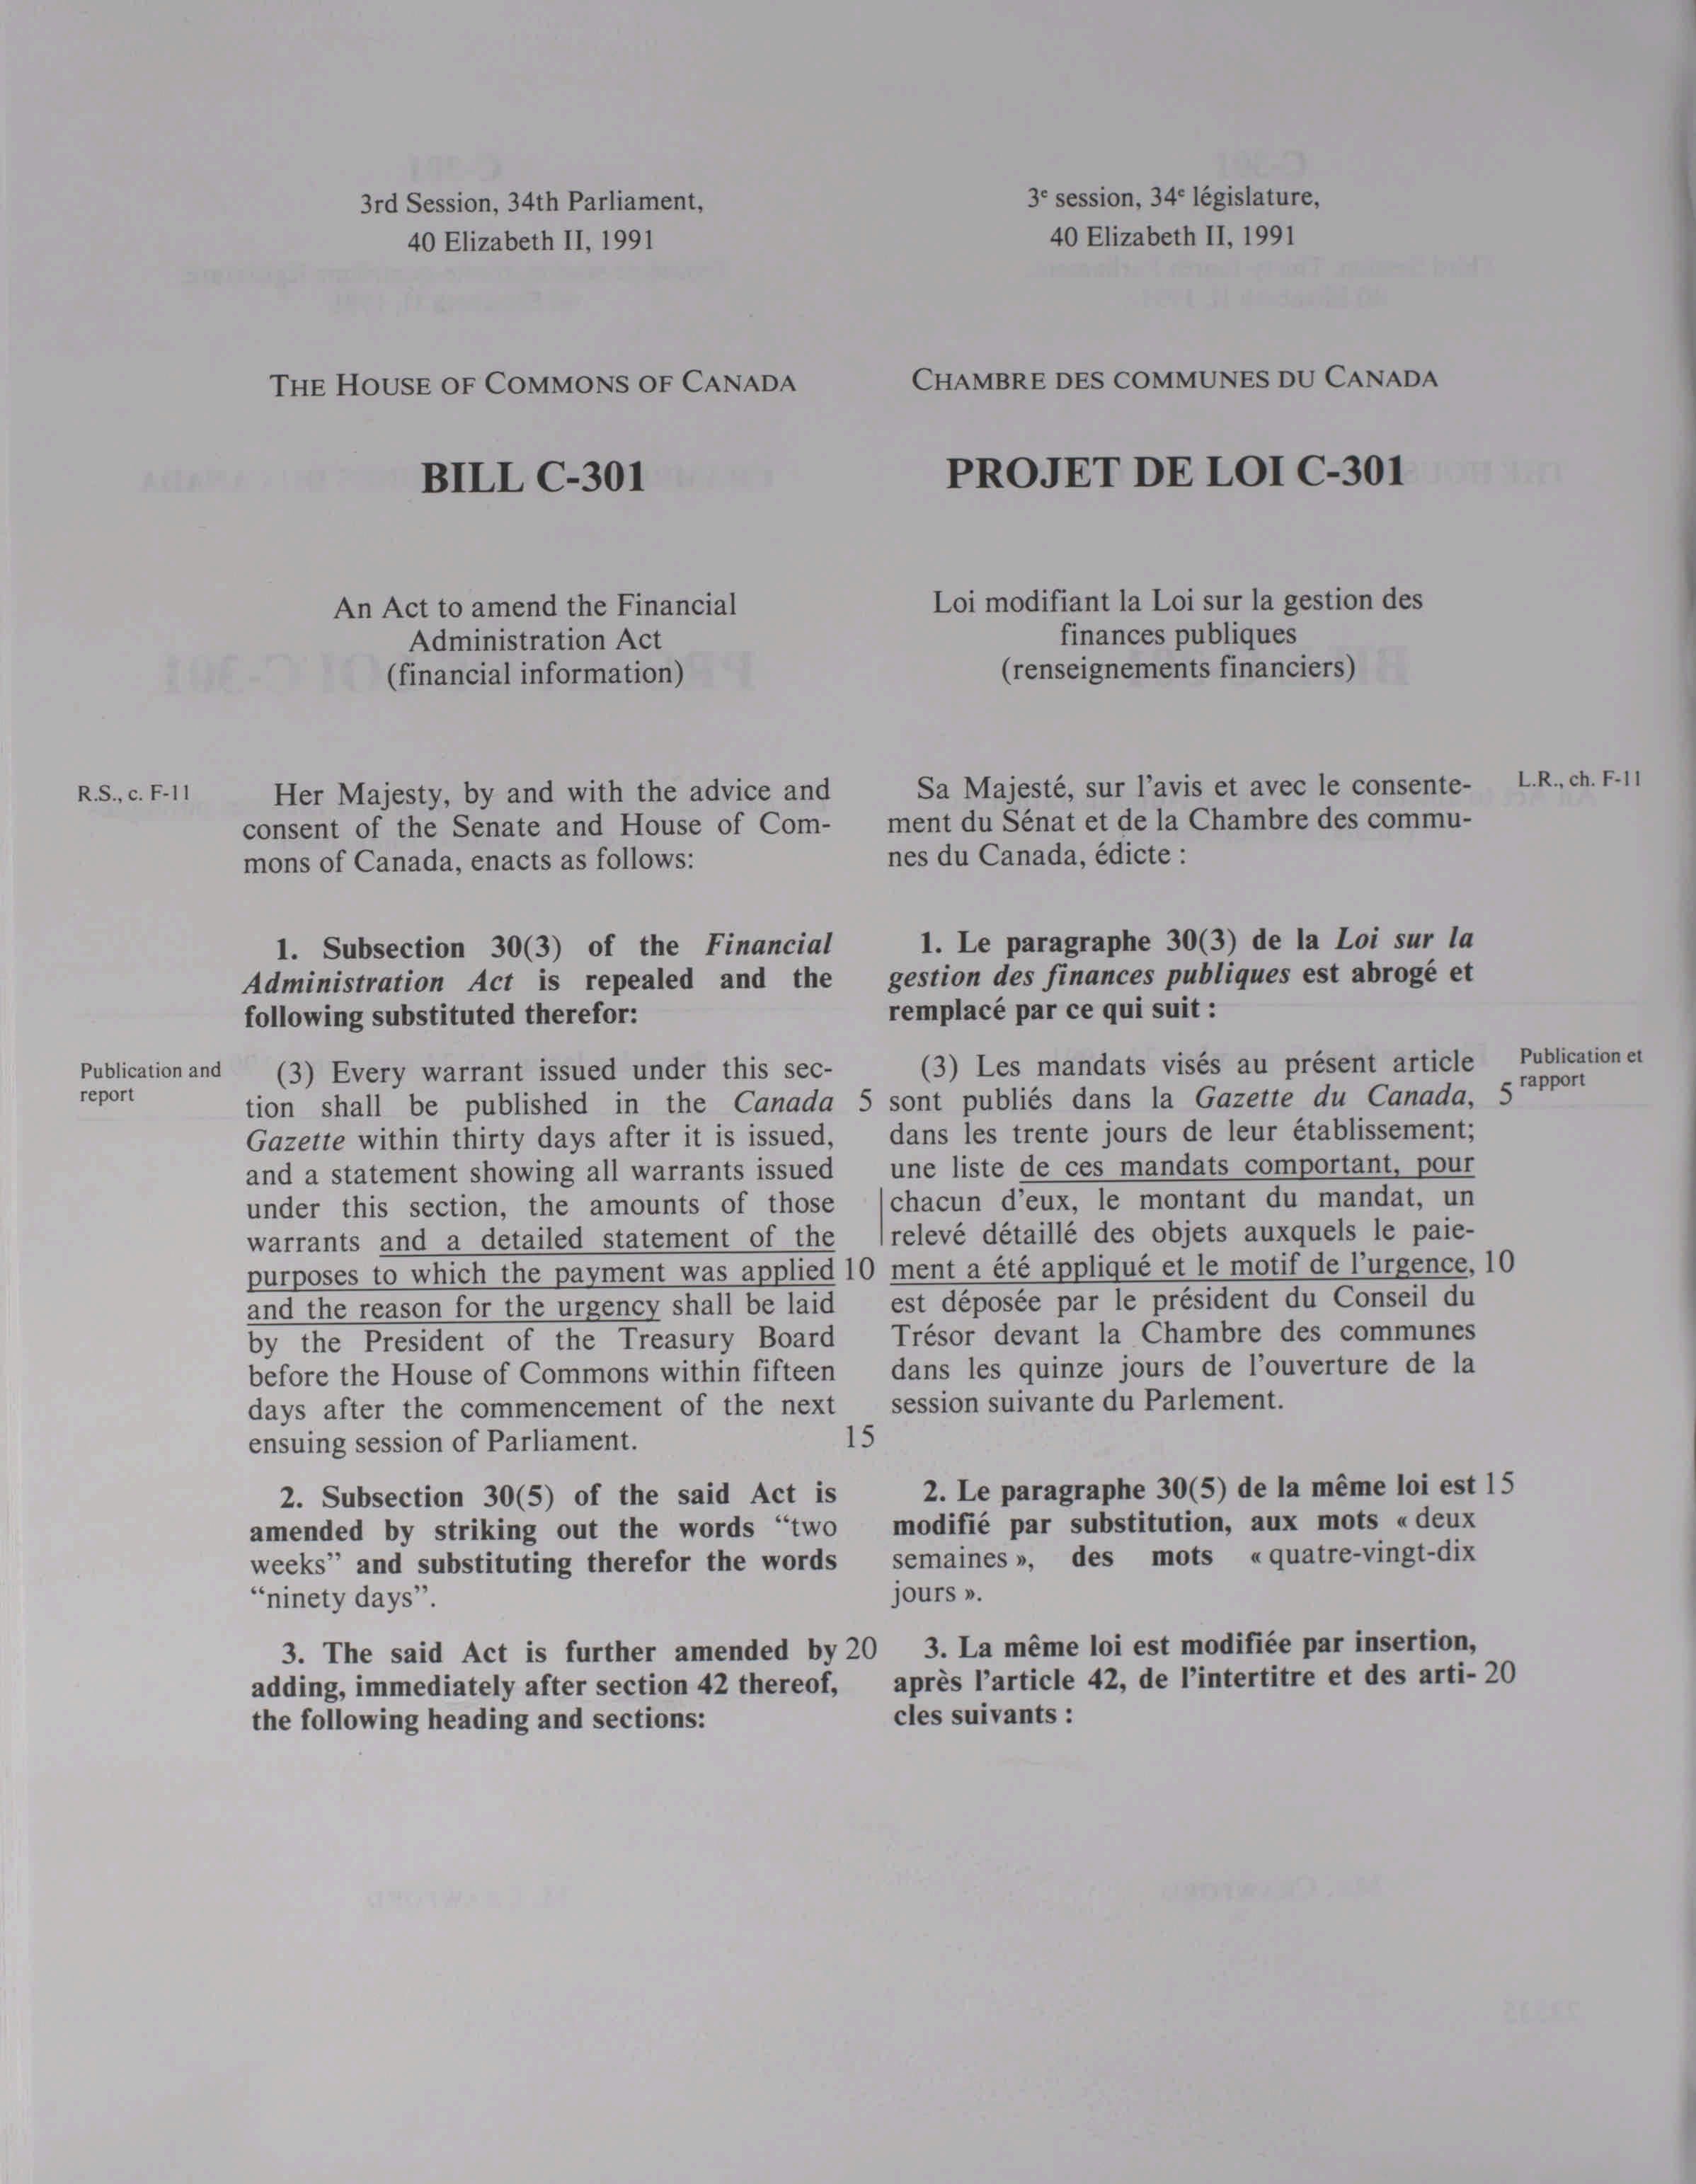 3rd Session, 34th Parliament,
40 Elizabeth II, 1991
THE HOUSE OF COMMONS OF CANADA
BILL C-301
An Act to amend the Financial
Administration Act
(financial information)
R.S., c. F-11
Her Majesty, by and with the advice and
consent of the Senate and House of Com-
mons of Canada, enacts as follows:
1. Subsection 30(3) of the Financial
Administration Act is repealed and the
following substituted therefor:
Publication and
report
(3) Every warrant issued under this sec-
tion shall be published in the Canada 5
Gazette within thirty days after it is issued,
and a statement showing all warrants issued
under this section, the amounts of those
warrants and a detailed statement of the
purposes to which the payment was applied 10
and the reason for the urgency shall be laid
by the President of the Treasury Board
before the House of Commons within fifteen
days after the commencement of the next
ensuing session of Parliament. 15
2. Subsection 30(5) of the said Act is
amended by striking out the words “two
weeks” and substituting therefor the words
“ninety days”.
3. The said Act is further amended by 20
adding, immediately after section 42 thereof,
the following heading and sections:
3e session, 34e législature,
40 Elizabeth II, 1991
CHAMBRE DES COMMUNES DU CANADA
PROJET DE LOI C-301
Loi modifiant la Loi sur la gestion des
finances publiques
(renseignements financiers)
Sa Majesté, sur l’avis et avec le consente-
ment du Sénat et de la Chambre des commu-
nes du Canada, édicte :
L.R., ch. F-11
1. Le paragraphe 30(3) de la Loi sur la
gestion des finances publiques est abrogé et
remplacé par ce qui suit :
(3) Les mandats visés au présent article
sont publiés dans la Gazette du Canada, 5
dans les trente jours de leur établissement;
une liste de ces mandats comportant, pour
chacun d’eux, le montant du mandat, un
relevé détaillé des objets auxquels le paie-
ment a été appliqué et le motif de l’urgence, 10
est déposée par le président du Conseil du
Trésor devant la Chambre des communes
dans les quinze jours de l’ouverture de la
session suivante du Parlement.
Publication et
rapport
2. Le paragraphe 30(5) de la même loi est 15
modifié par substitution, aux mots « deux
semaines », des mots « quatre-vingt-dix
jours ».
3. La même loi est modifiée par insertion,
après l’article 42, de l’intertitre et des arti- 20
cles suivants :